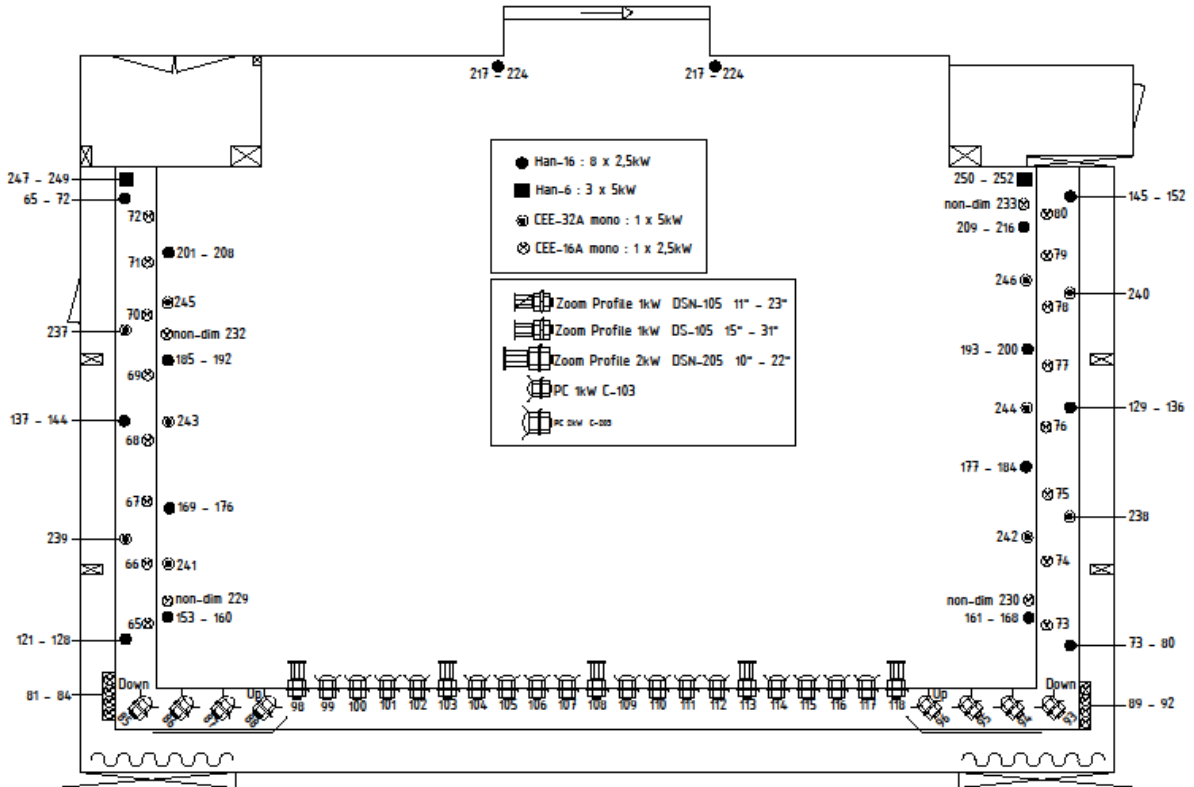 217 - 224
217 - 224
Han-16 : 8 x 2,5kW
Han-6 : 3 x 5kW
CEE-32A mono : 1 x 5kW
CEE-16A mono : 1 x 2,5kW
Zoom Profile 1kW DSN-105 11° - 23°
Zoom Profile 1kW DS-105 15° - 31°
Zoom Profile 2kW DSN-205 10° - 22°
PC 1kW C-103
PC 2kW
247 - 249
65 - 72
72
201 - 208
71
245
70
237
non-dim 232
185 - 192
69
137 - 144
243
68
67
169 - 176
239
66
241
non-dim 229
65
153 - 160
121 - 128
81 - 84
Down
Up
250 - 252
non-dim 233
80
145 - 152
209 - 216
79
246
240
78
193 - 200
77
244
129 - 136
76
177 - 184
75
238
242
74
non-dim 230
161 - 168
73
73 - 80
Down
Up
89 - 92
98
99
100
101
102
103
104
105
106
107
108
109
110
111
112
113
114
115
116
117
118